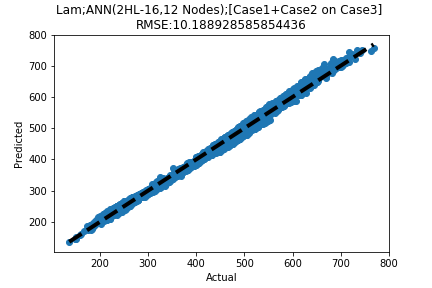 Lam;ANN(2HL-16,12 Nodes);[Case1+Case2 on Case3]
RMSE:10.188928585854436
800
700
600
500
400
300
200
Predicted
200 300 400 500 600 700 800
Actual